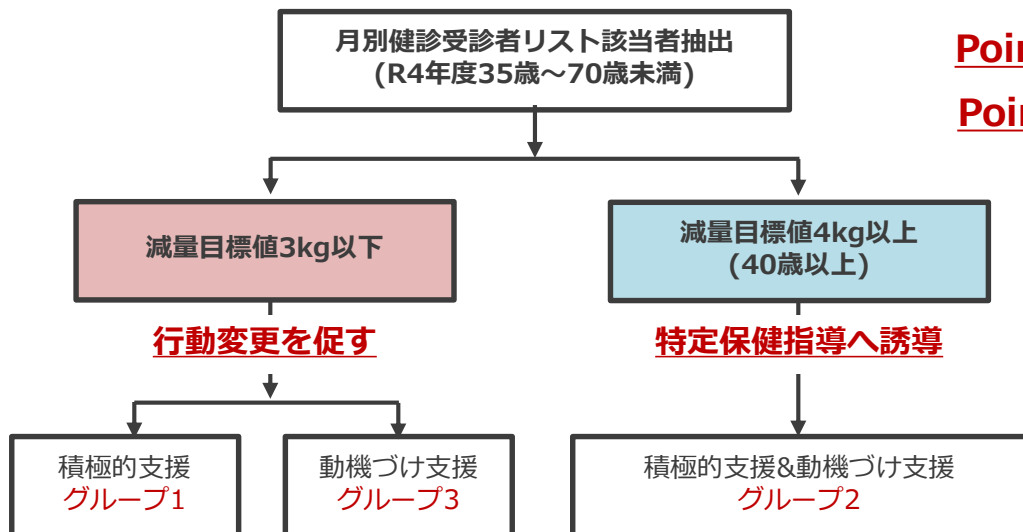 月別健診受診者リスト該当者抽出
(R4年度35歳～70歳未満)
減量目標値3kg以下
減量目標値4kg以上
(40歳以上)
行動変更を促す
特定保健指導へ誘導
積極的支援
グループ1
動機づけ支援
グループ3
積極的支援&動機づけ支援
グループ2